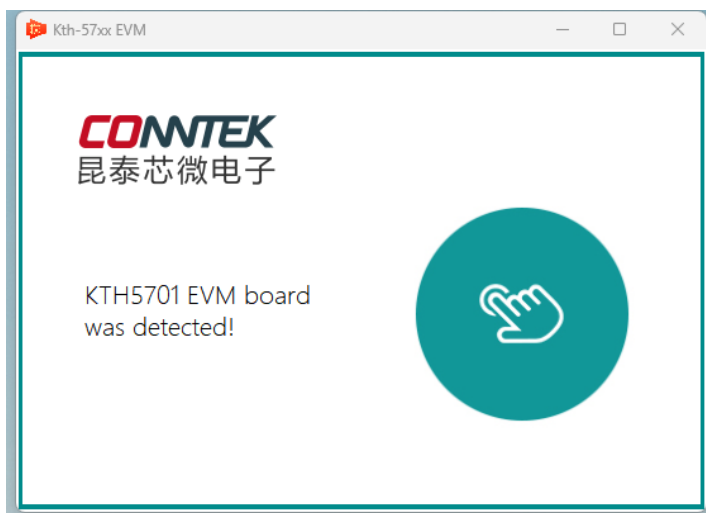 Kth-57xx EVM
CONNTEK
昆泰芯微电子
KTH5701 EVM board
was detected!